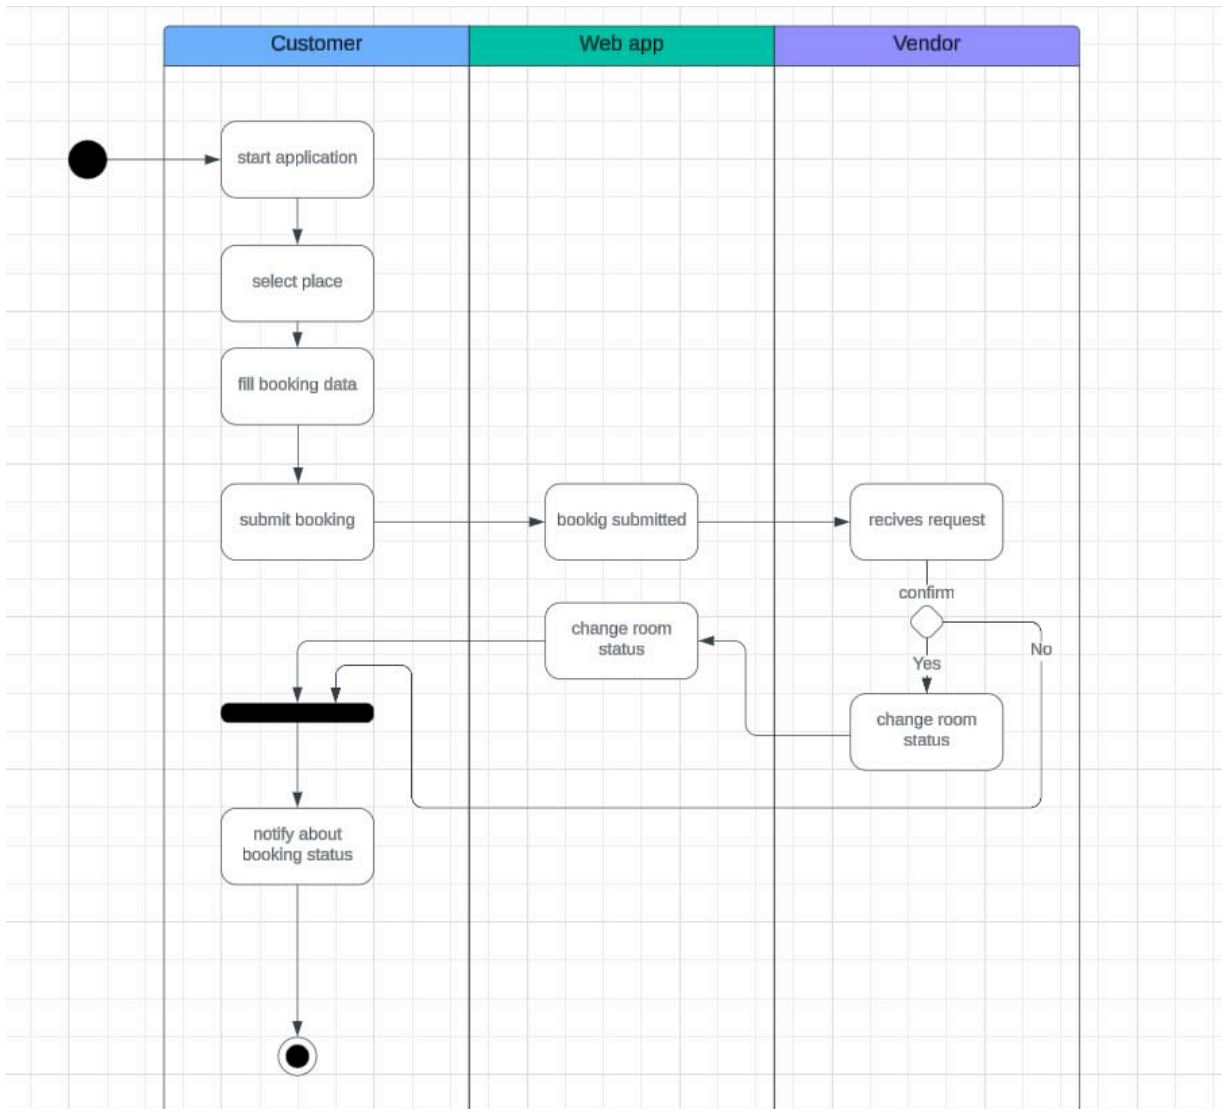 Customer
Web app
Vendor
start application
select place
fill booking data
submit booking
bookig submitted
recives request
confirm
change room
status
No
Yes
change room
status
notify about
booking status